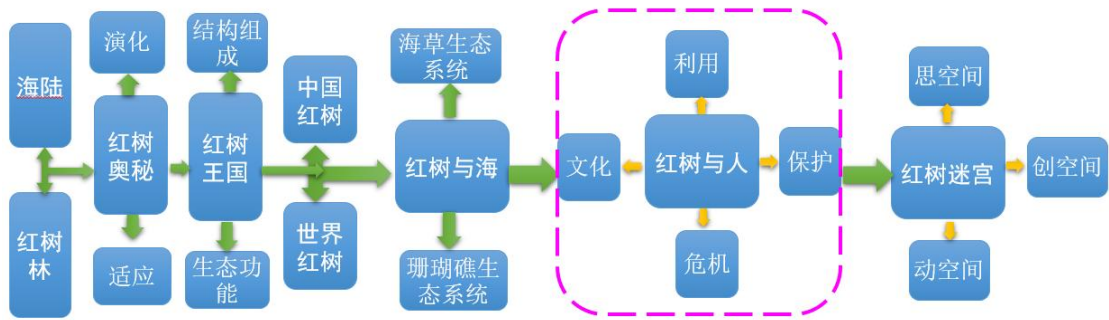 海陆
红树
林
演化
红树
奥秘
适应
结构组
成
红树
王国
生态功
能
中国
红树
世界
红树
海草生态
系统
红树与海
珊瑚礁生
态系统
利用
文化
红树与人
保护
危机
思空间
红树迷宫
创空间
动空间